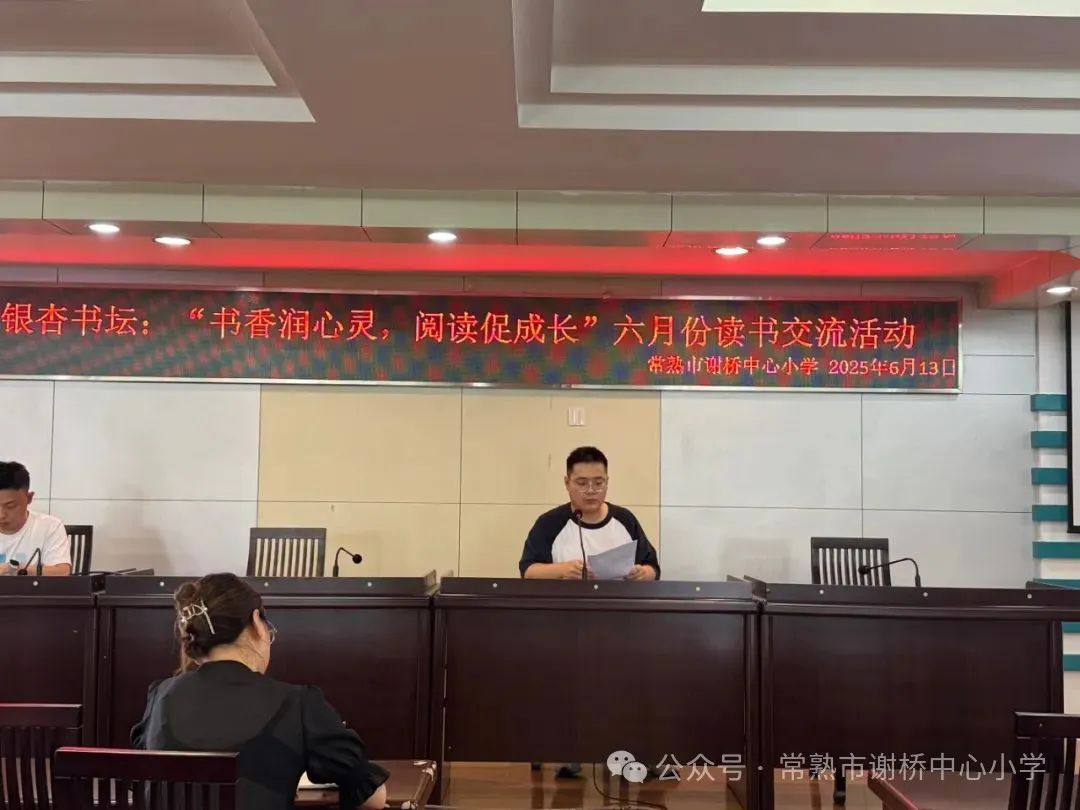 银杏书坛：“书香润心灵，阅读促成长”六月份读书交流活动
常熟市谢桥中心小学 2025年6月13日
公众号·常熟市谢桥中心小学